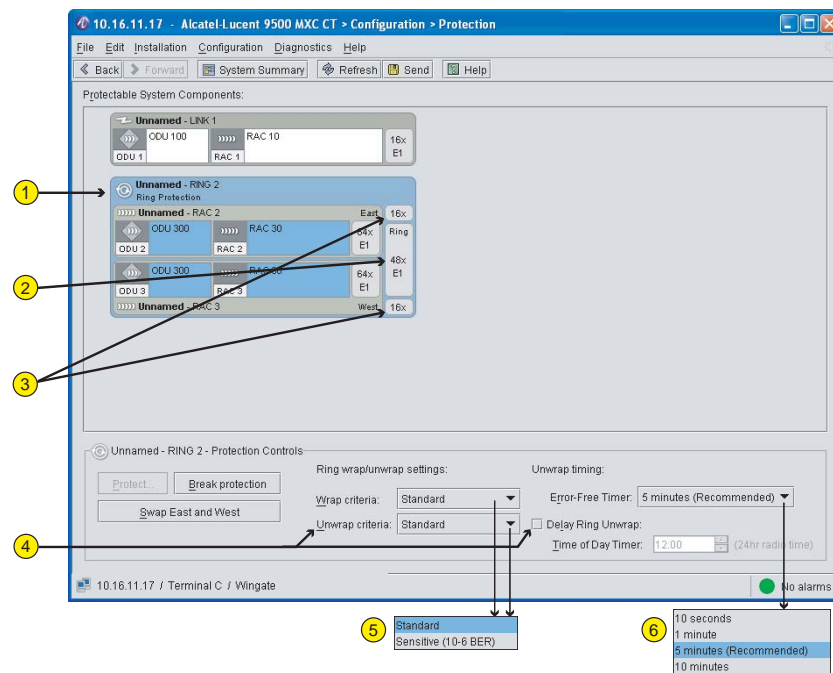 10.16.11.17 - Alcatel-Lucent 9500 MXC CT > Configuration > Protection
File Edit Installation Configuration Diagnostics Help
Back Forward System Summary Refresh Send Help
Protectable System Components:
Unnamed - LINK 1
ODU 100 RAC 10 16x
ODU 1 RAC 1 E1
1
Unnamed - RING 2
Ring Protection
Unnamed - RAC 2 East 16x
ODU 300 RAC 30 64x Ring
ODU 2 RAC 2 E1
2
48x
ODU 300 RAC 30 64x E1
ODU 3 RAC 3 E1
Unnamed - RAC 3 West 16x
3
Unnamed - RING 2 - Protection Controls
Ring wrap/unwrap settings: Unwrap timing:
Protect... Break protection
Wrap criteria: Standard Error-Free Timer: 5 minutes (Recommended)
Swap East and West
Unwrap criteria: Standard Delay Ring Unwrap:
4
Time of Day Timer: 12:00 (24hr radio time)
10.16.11.17 / Terminal C / Wingate No alarms
5
Standard
Sensitive (10-6 BER)
6
10 seconds
1 minute
5 minutes (Recommended)
10 minutes